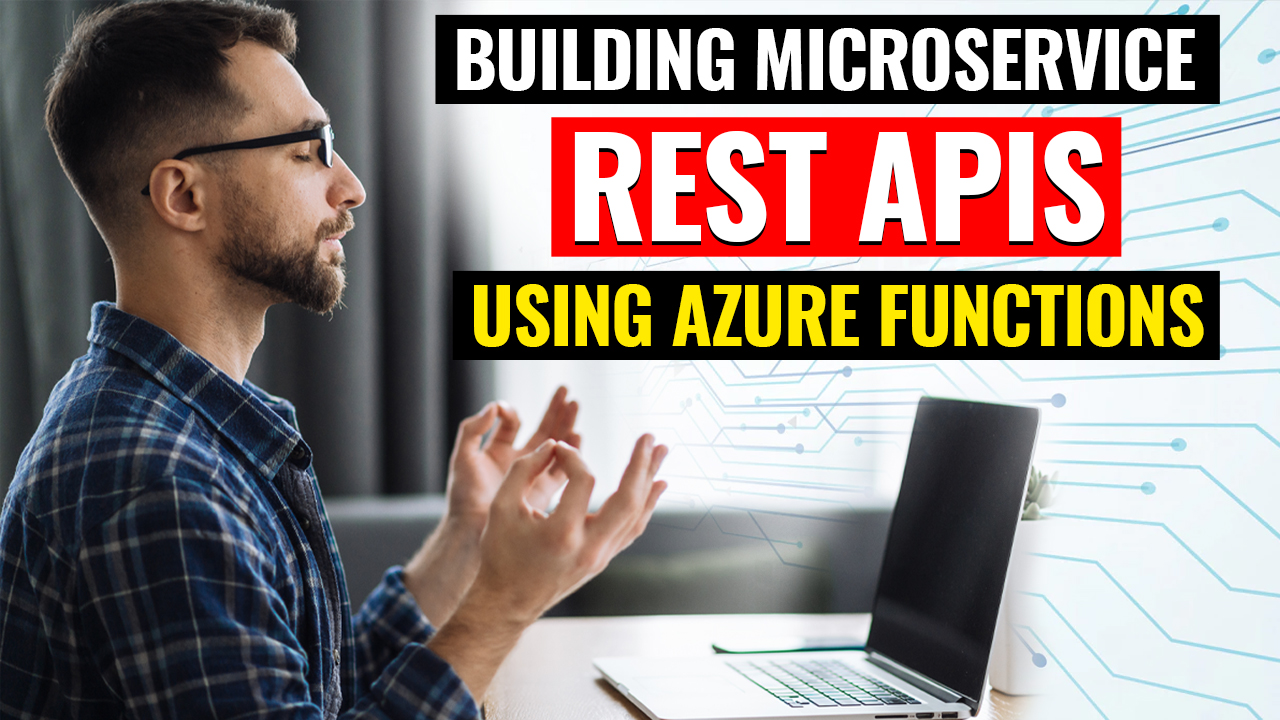 BUILDING MICROSERVICE
REST APIS
USING AZURE FUNCTIONS